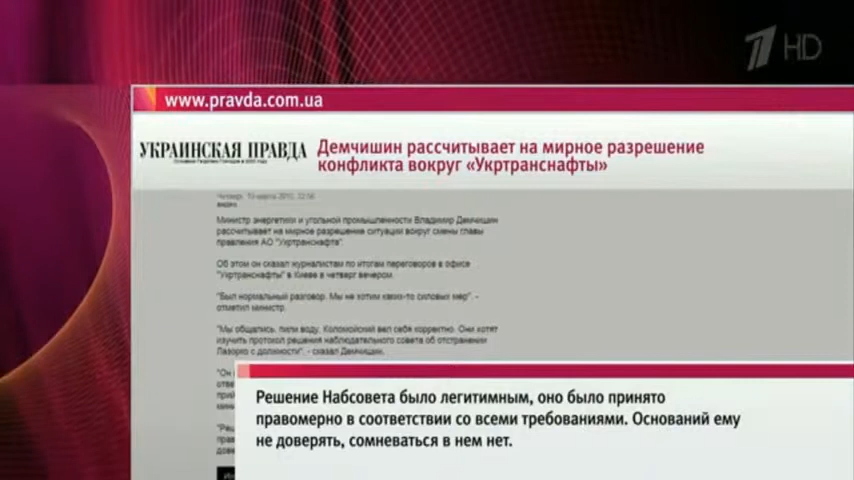 1 HD
www.pravda.com.ua
УКРАИНСКАЯ ПРАВДА
Демчишин рассчитывает на мирное разрешение
конфликта вокруг «Укртранснафты»
Министр энергетики и угольной промышленности Владимир Демчишин
рассчитывает на мирное разрешение ситуации вокруг смены главы
правления АО "Укртранснафта".
Об этом он сказал журналистам по итогам переговоров в офисе
"Укртранснафты" в Киеве в четверг вечером.
"Был нормальный разговор. Мы не хотим каких-то силовых мер", -
отметил министр.
"Мы общались, пили воду, Коломойский вел себя корректно. Они хотят
изучить протокол решения наблюдательного совета об отстранении
Лазорко с должности", - сказал Демчишин.
"Он
Решение Набсовета было легитимным, оно было принято
правомерно в соответствии со всеми требованиями. Оснований ему
не доверять, сомневаться в нем нет.